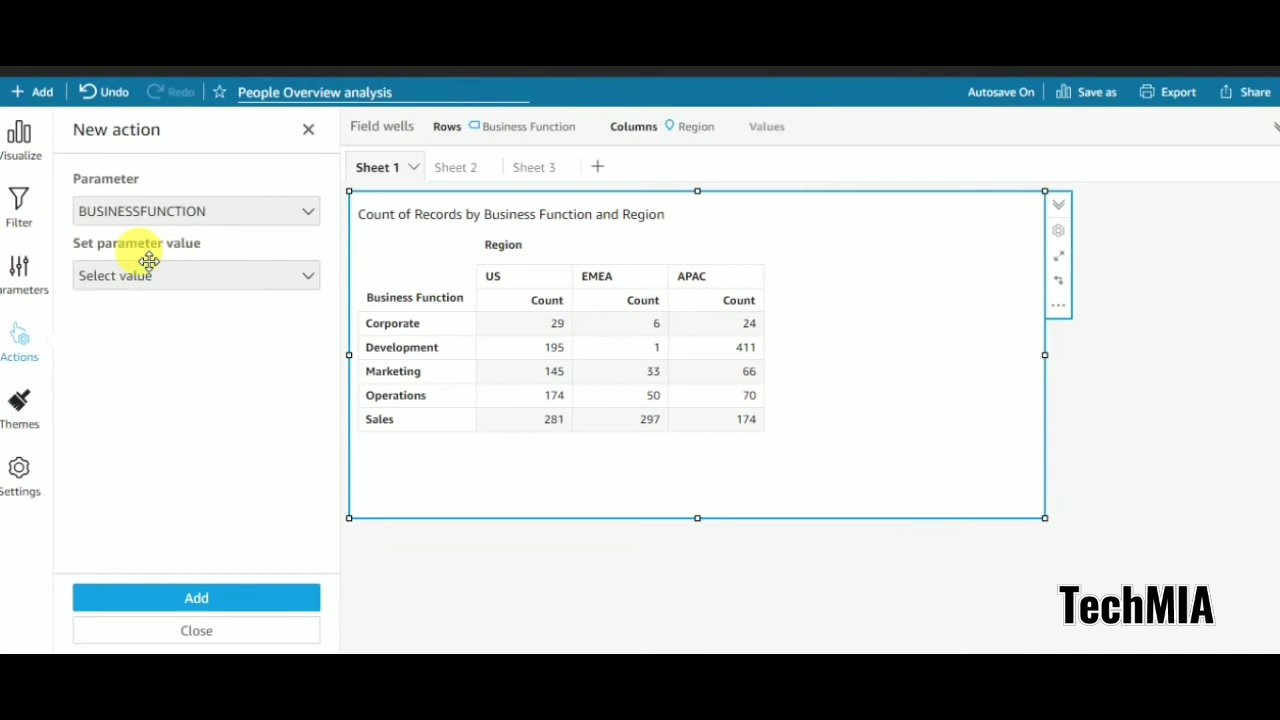 + Add Undo Redo People Overview analysis Autosave On Save as Export Share
Visualize
Filter
arameters
Actions
Themes
Settings
New action
Parameter
BUSINESSFUNCTION
Set parameter value
Select value
Add
Close
Field wells Rows Business Function Columns Region Values
Sheet 1 Sheet 2 Sheet 3 +
Count of Records by Business Function and Region
Region
US EMEA APAC
Business Function Count Count Count
Corporate 29 6 24
Development 195 1 411
Marketing 145 33 66
Operations 174 50 70
Sales 281 297 174
TechMIA